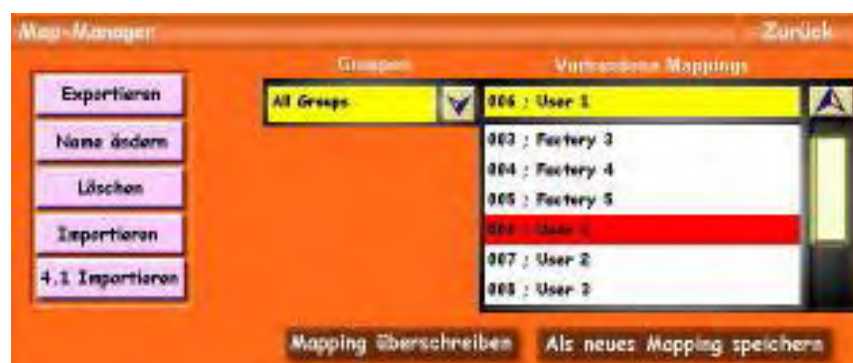 Map-Manager
Zurück
Gruppen
Vorhandene Mappings
Exportieren
Name ändern
Löschen
Importieren
4.1 Importieren
All Groups
006 : User 1
003 : Factory 3
004 : Factory 4
005 : Factory 5
006 : User 1
007 : User 2
008 : User 3
Mapping überschreiben
Als neues Mapping speichern